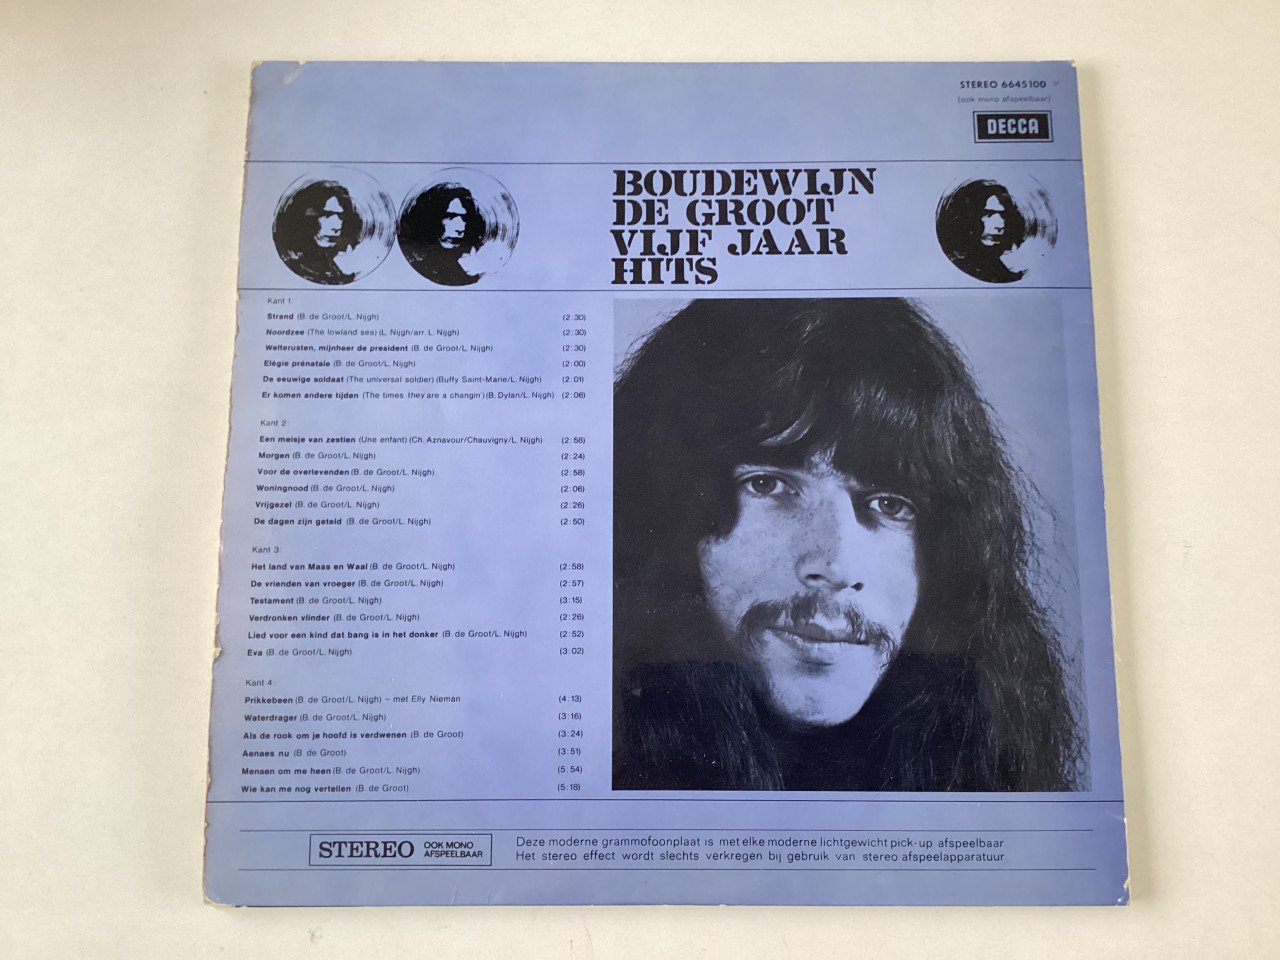 STEREO 6645100
(ook mono afspeelbaar)
DECCA
BOUDEWIJN
DE GROOT
VIJF JAAR
HITS
Kant 1
Strand (B. de Groot/L. Nijgh) (2:30)
Noordzee (The lowland sea) (L. Nijgh/arr. L. Nijgh) (2:30)
Welterusten, mijnheer de president (B. de Groot/L. Nijgh) (2:30)
Elégie prénatale (B. de Groot/L. Nijgh) (2:00)
De eeuwige soldaat (The universal soldier) (Buffy Saint-Marie/L. Nijgh) (2:01)
Er komen andere tijden (The times they are a changin') (B. Dylan/L. Nijgh) (2:06)
Kant 2:
Een meisje van zestien (Une enfant) (Ch. Aznavour/Chauvigny/L. Nijgh) (2:58)
Morgen (B. de Groot/L. Nijgh) (2:24)
Voor de overlevenden (B. de Groot/L. Nijgh) (2:58)
Woningnood (B. de Groot/L. Nijgh) (2:06)
Vrijgezel (B. de Groot/L. Nijgh) (2:26)
De dagen zijn geteld (B. de Groot/L. Nijgh) (2:50)
Kant 3:
Het land van Maas en Waal (B. de Groot/L. Nijgh) (2:58)
De vrienden van vroeger (B. de Groot/L. Nijgh) (2:57)
Testament (B. de Groot/L. Nijgh) (3:15)
Verdronken vlinder (B. de Groot/L. Nijgh) (2:26)
Lied voor een kind dat bang is in het donker (B. de Groot/L. Nijgh) (2:52)
Eva (B. de Groot/L. Nijgh) (3:02)
Kant 4:
Prikkebeen (B. de Groot/L. Nijgh) – met Elly Nieman (4:13)
Waterdrager (B. de Groot/L. Nijgh) (3:16)
Als de rook om je hoofd is verdwenen (B. de Groot) (3:24)
Aenaes nu (B. de Groot) (3:51)
Mensen om me heen (B. de Groot/L. Nijgh) (5:54)
Wie kan me nog vertellen (B. de Groot) (5:18)
STEREO OOK MONO AFSPEELBAAR
Deze moderne grammofoonplaat is met elke moderne lichtgewicht pick-up afspeelbaar
Het stereo effect wordt slechts verkregen bij gebruik van stereo afspeelapparatuur